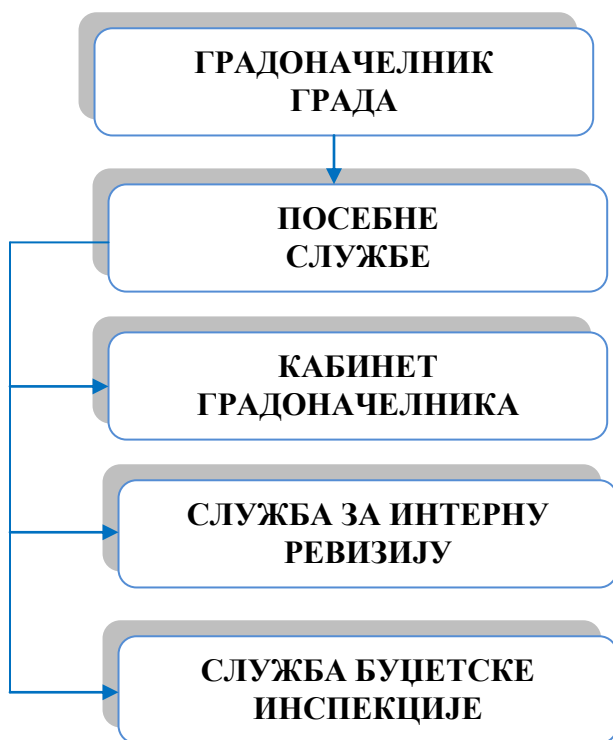 ГРАДОНАЧЕЛНИК
ГРАДА
ПОСЕБНЕ
СЛУЖБЕ
КАБИНЕТ
ГРАДОНАЧЕЛНИКА
СЛУЖБА ЗА ИНТЕРНУ
РЕВИЗИЈУ
СЛУЖБА БУЏЕТСКЕ
ИНСПЕКЦИЈЕ